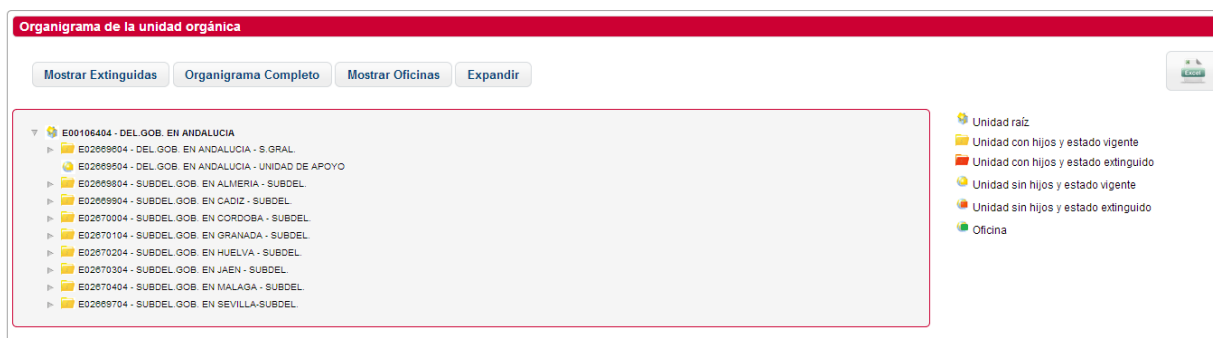 Organigrama de la unidad orgánica
Mostrar Extinguidas Organigrama Completo Mostrar Oficinas Expandir
Excel
E00106404 - DEL.GOB. EN ANDALUCIA
E02669604 - DEL.GOB. EN ANDALUCIA - S.GRAL.
E02669504 - DEL.GOB. EN ANDALUCIA - UNIDAD DE APOYO
E02669804 - SUBDEL.GOB. EN ALMERIA - SUBDEL.
E02669904 - SUBDEL.GOB. EN CADIZ - SUBDEL.
E02670004 - SUBDEL.GOB. EN CORDOBA - SUBDEL.
E02670104 - SUBDEL.GOB. EN GRANADA - SUBDEL.
E02670204 - SUBDEL.GOB. EN HUELVA - SUBDEL.
E02670304 - SUBDEL.GOB. EN JAEN - SUBDEL.
E02670404 - SUBDEL.GOB. EN MALAGA - SUBDEL.
E02669704 - SUBDEL.GOB. EN SEVILLA-SUBDEL.
Unidad raíz
Unidad con hijos y estado vigente
Unidad con hijos y estado extinguido
Unidad sin hijos y estado vigente
Unidad sin hijos y estado extinguido
Oficina